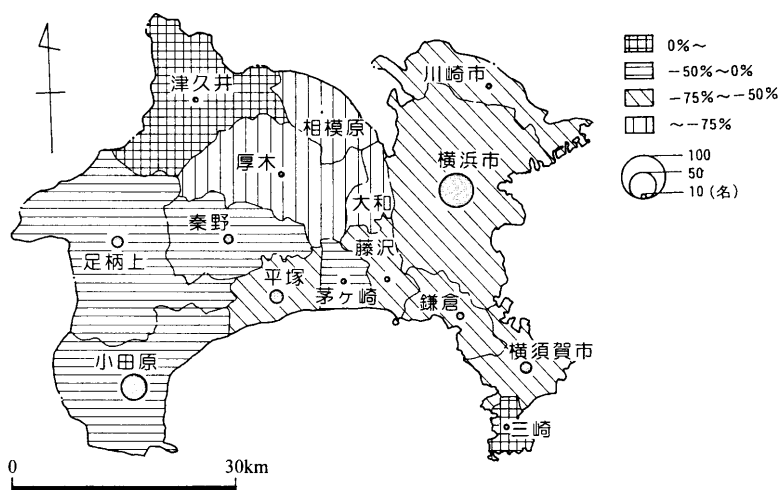 津久井
川崎市
相模原
厚木
横浜市
大和
秦野
藤沢
足柄上
平塚
茅ヶ崎
鎌倉
小田原
横須賀市
三崎
0%～
−50%～0%
−75%～−50%
～−75%
100
50
10(名)
0 30km